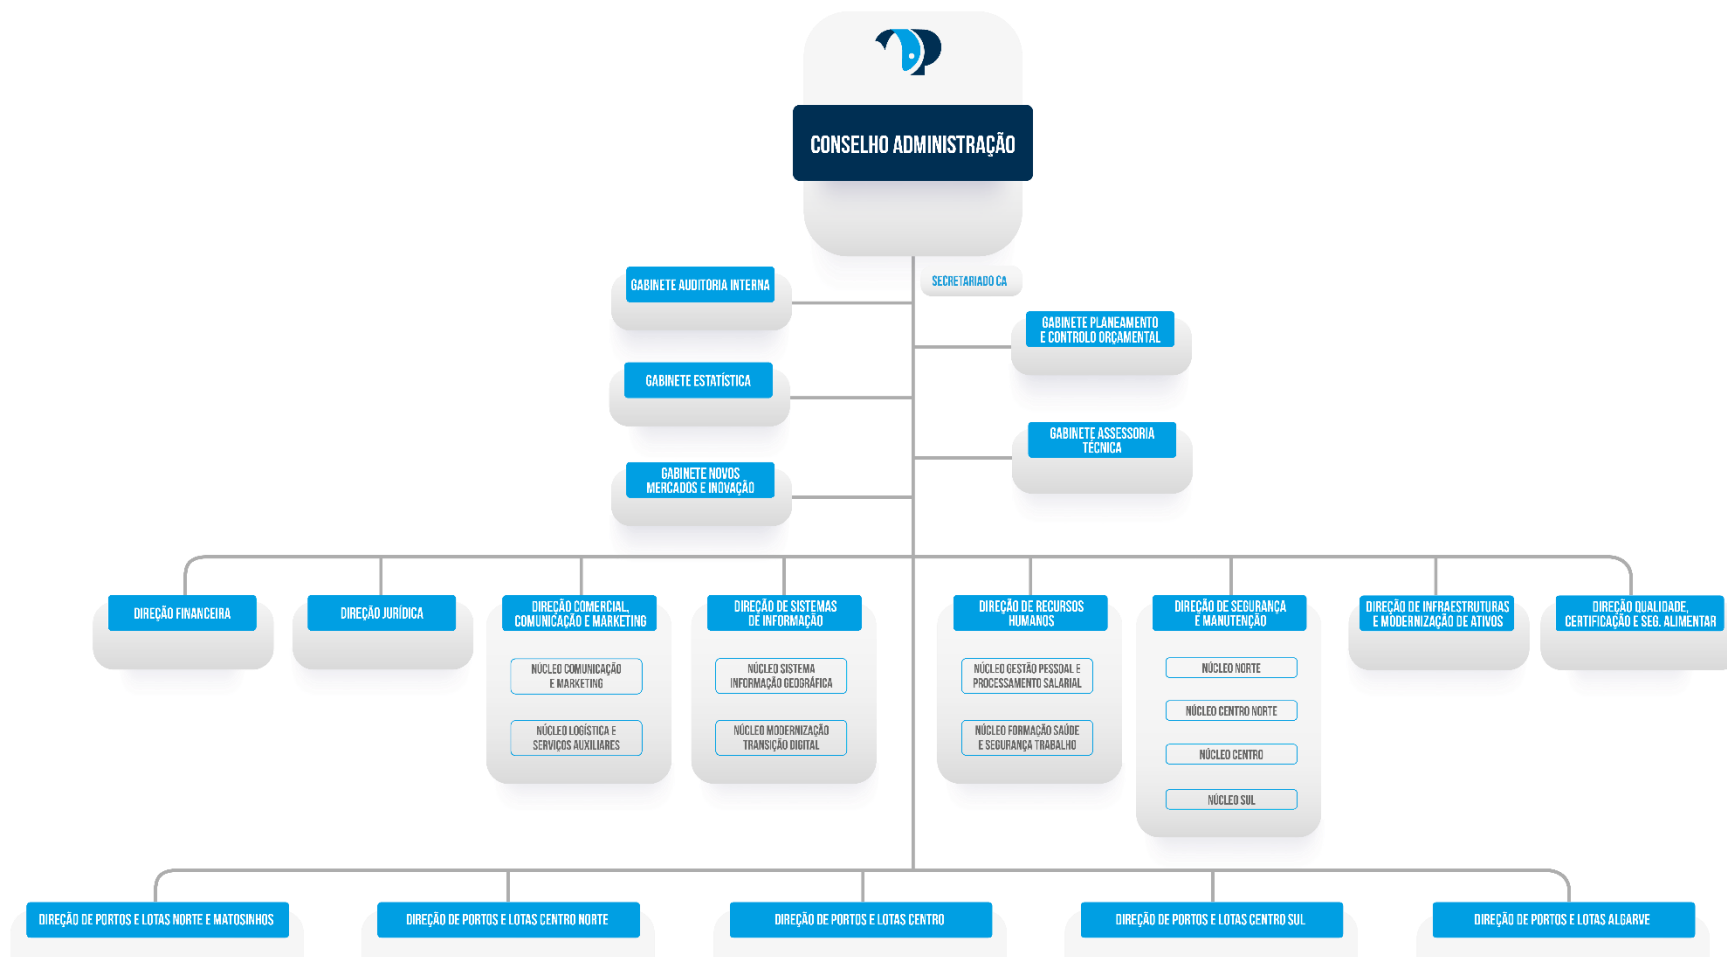 CONSELHO ADMINISTRAÇÃO
SECRETARIADO CA
GABINETE AUDITORIA INTERNA
GABINETE PLANEAMENTO
E CONTROLO ORÇAMENTAL
GABINETE ESTATÍSTICA
GABINETE ASSESSORIA
TÉCNICA
GABINETE NOVOS
MERCADOS E INOVAÇÃO
DIREÇÃO FINANCEIRA
DIREÇÃO JURÍDICA
DIREÇÃO COMERCIAL,
COMUNICAÇÃO E MARKETING
NÚCLEO COMUNICAÇÃO
E MARKETING
NÚCLEO LOGÍSTICA E
SERVIÇOS AUXILIARES
DIREÇÃO DE SISTEMAS
DE INFORMAÇÃO
NÚCLEO SISTEMA
INFORMAÇÃO GEOGRÁFICA
NÚCLEO MODERNIZAÇÃO
TRANSIÇÃO DIGITAL
DIREÇÃO DE RECURSOS
HUMANOS
NÚCLEO GESTÃO PESSOAL E
PROCESSAMENTO SALARIAL
NÚCLEO FORMAÇÃO SAÚDE
E SEGURANÇA TRABALHO
DIREÇÃO DE SEGURANÇA
E MANUTENÇÃO
NÚCLEO NORTE
NÚCLEO CENTRO NORTE
NÚCLEO CENTRO
NÚCLEO SUL
DIREÇÃO DE INFRAESTRUTURAS
E MODERNIZAÇÃO DE ATIVOS
DIREÇÃO QUALIDADE,
CERTIFICAÇÃO E SEG. ALIMENTAR
DIREÇÃO DE PORTOS E LOTAS NORTE E MATOSINHOS
DIREÇÃO DE PORTOS E LOTAS CENTRO NORTE
DIREÇÃO DE PORTOS E LOTAS CENTRO
DIREÇÃO DE PORTOS E LOTAS CENTRO SUL
DIREÇÃO DE PORTOS E LOTAS ALGARVE